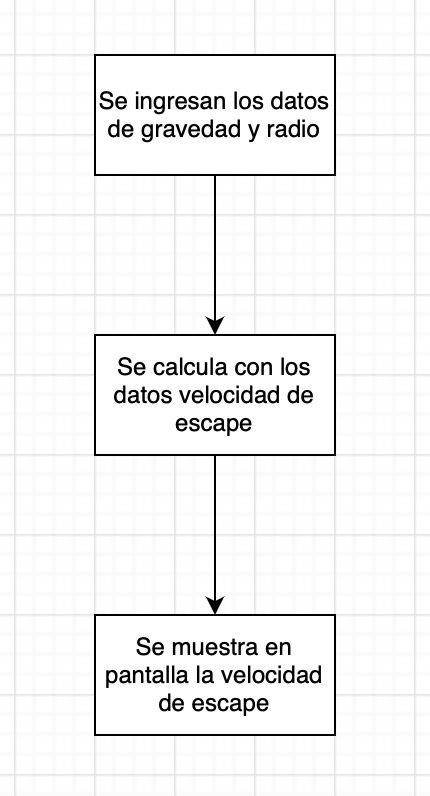 Se ingresan los datos
de gravedad y radio
Se calcula con los
datos velocidad de
escape
Se muestra en
pantalla la velocidad
de escape